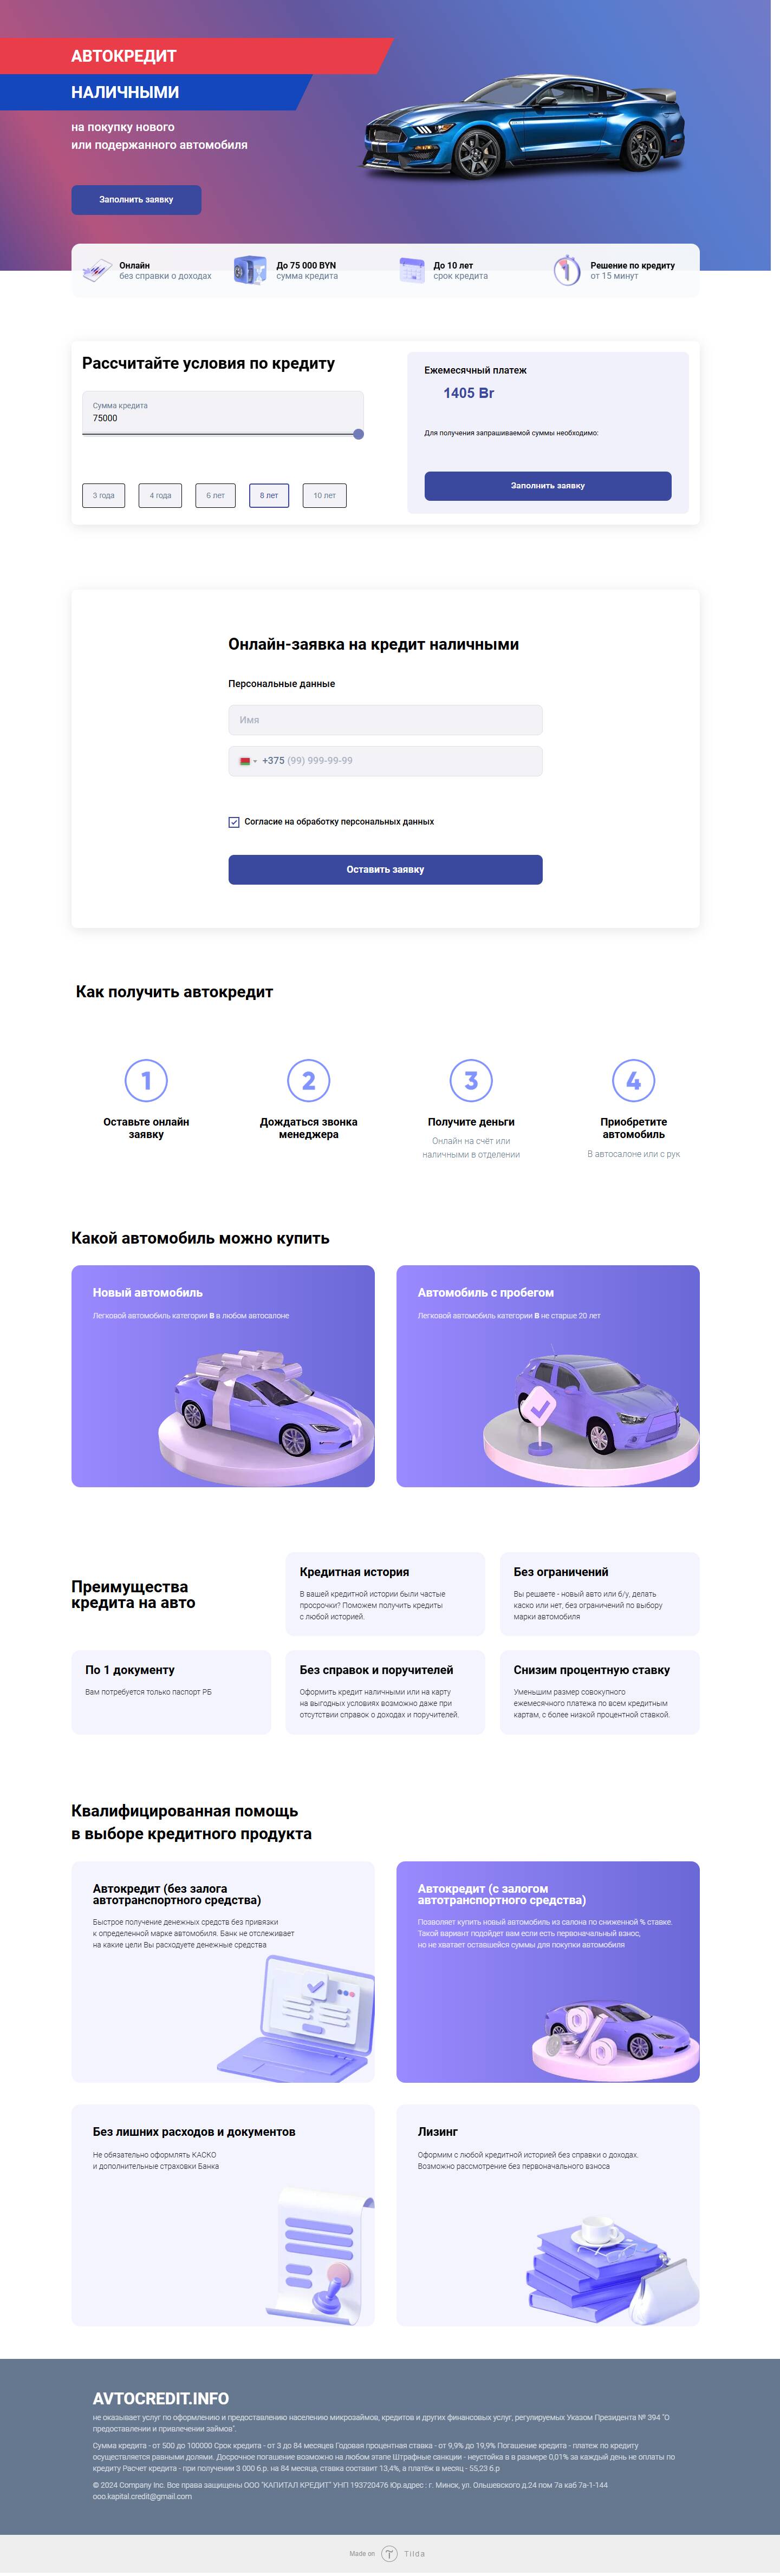 АВТОКРЕДИТ
НАЛИЧНЫМИ
на покупку нового
или подержанного автомобиля
Заполнить заявку
Онлайн
без справки о доходах
До 75 000 BYN
сумма кредита
До 10 лет
срок кредита
Решение по кредиту
от 15 минут
Рассчитайте условия по кредиту
Сумма кредита
75000
3 года
4 года
6 лет
8 лет
10 лет
Ежемесячный платеж
1405 Br
Для получения запрашиваемой суммы необходимо:
Заполнить заявку
Онлайн-заявка на кредит наличными
Персональные данные
Имя
+375 (99) 999-99-99
Согласие на обработку персональных данных
Оставить заявку
Как получить автокредит
1
Оставьте онлайн
заявку
2
Дождаться звонка
менеджера
3
Получите деньги
Онлайн на счёт или
наличными в отделении
4
Приобретите
автомобиль
В автосалоне или с рук
Какой автомобиль можно купить
Новый автомобиль
Легковой автомобиль категории В в любом автосалоне
Автомобиль с пробегом
Легковой автомобиль категории В не старше 20 лет
Преимущества
кредита на авто
Кредитная история
В вашей кредитной истории были частые
просрочки? Поможем получить кредиты
с любой историей.
Без ограничений
Вы решаете - новый авто или б/у, делать
каско или нет, без ограничений по выбору
марки автомобиля
По 1 документу
Вам потребуется только паспорт РБ
Без справок и поручителей
Оформить кредит наличными или на карту
на выгодных условиях возможно даже при
отсутствии справок о доходах и поручителей.
Снизим процентную ставку
Уменьшим размер совокупного
ежемесячного платежа по всем кредитным
картам, с более низкой процентной ставкой.
Квалифицированная помощь
в выборе кредитного продукта
Автокредит (без залога
автотранспортного средства)
Быстрое получение денежных средств без привязки
к определенной марке автомобиля. Банк не отслеживает
на какие цели Вы расходуете денежные средства
Автокредит (с залогом
автотранспортного средства)
Позволяет купить новый автомобиль из салона по сниженной % ставке.
Такой вариант подойдет вам если есть первоначальный взнос,
но не хватает оставшейся суммы для покупки автомобиля
Без лишних расходов и документов
Не обязательно оформлять КАСКО
и дополнительные страховки Банка
Лизинг
Оформим с любой кредитной историей без справки о доходах.
Возможно рассмотрение без первоначального взноса
AVTOCREDIT.INFO
не оказывает услуг по оформлению и предоставлению населению микрозаймов, кредитов и других финансовых услуг, регулируемых Указом Президента № 394 "О
предоставлении и привлечении займов".
Сумма кредита - от 500 до 100000 Срок кредита - от 3 до 84 месяцев Годовая процентная ставка - от 9,9% до 19,9% Погашение кредита - платеж по кредиту
осуществляется равными долями. Досрочное погашение возможно на любом этапе Штрафные санкции - неустойка в в размере 0,01% за каждый день не оплаты по
кредиту Расчет кредита - при получении 3 000 б.р. на 84 месяца, ставка составит 13,4%, а платёж в месяц - 55,23 б.р
© 2024 Company Inc. Все права защищены ООО "КАПИТАЛ КРЕДИТ" УНП 193720476 Юр.адрес : г. Минск, ул. Ольшевского д.24 пом 7а каб 7а-1-144
ooo.kapital.credit@gmail.com
Made on
Tilda